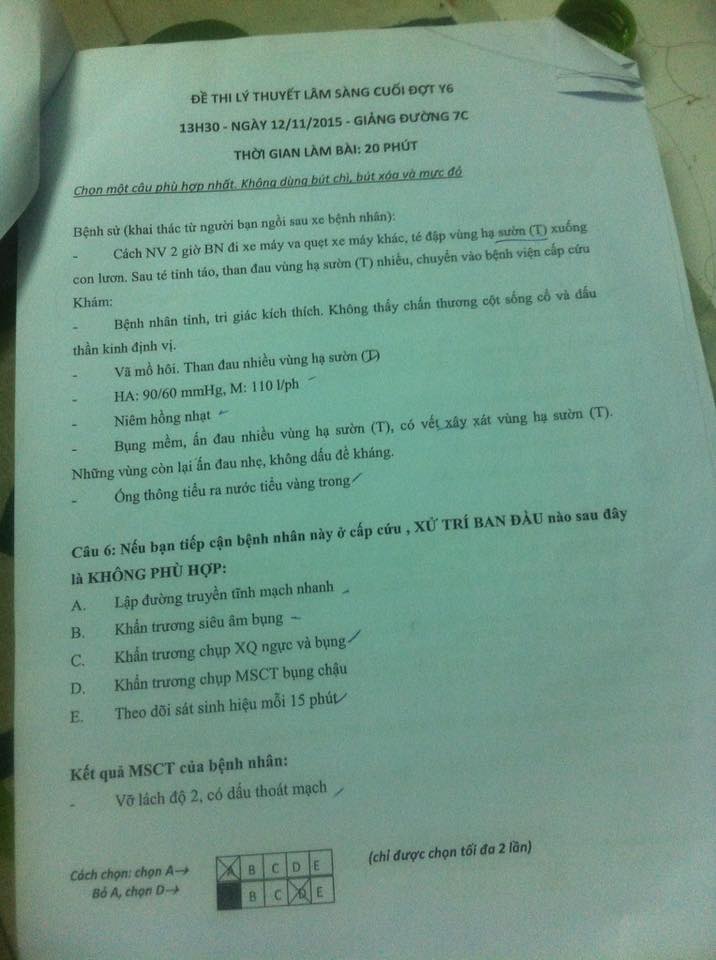 ĐỀ THI LÝ THUYẾT LÂM SÀNG CUỐI ĐỢT Y6
13H30 - NGÀY 12/11/2015 - GIẢNG ĐƯỜNG 7C
THỜI GIAN LÀM BÀI: 20 PHÚT
Chọn một câu phù hợp nhất. Không dùng bút chì, bút xóa và mực đỏ
Bệnh sử (khai thác từ người bạn ngồi sau xe bệnh nhân):
- Cách NV 2 giờ BN đi xe máy va quẹt xe máy khác, té đập vùng hạ sườn (T) xuống
con lươn. Sau té tỉnh táo, than đau vùng hạ sườn (T) nhiều, chuyển vào bệnh viện cấp cứu
Khám:
- Bệnh nhân tỉnh, tri giác kích thích. Không thấy chấn thương cột sống cổ và dấu
thần kinh định vị.
- Vã mồ hôi. Than đau nhiều vùng hạ sườn (T)
- HA: 90/60 mmHg, M: 110 l/ph
- Niêm hồng nhạt
- Bụng mềm, ấn đau nhiều vùng hạ sườn (T), có vết xây xát vùng hạ sườn (T).
Những vùng còn lại ấn đau nhẹ, không dấu đề kháng.
- Ống thông tiểu ra nước tiểu vàng trong
Câu 6: Nếu bạn tiếp cận bệnh nhân này ở cấp cứu , XỬ TRÍ BAN ĐẦU nào sau đây
là KHÔNG PHÙ HỢP:
A. Lập đường truyền tĩnh mạch nhanh
B. Khẩn trương siêu âm bụng
C. Khẩn trương chụp XQ ngực và bụng
D. Khẩn trương chụp MSCT bụng chậu
E. Theo dõi sát sinh hiệu mỗi 15 phút
Kết quả MSCT của bệnh nhân:
- Vỡ lách độ 2, có dấu thoát mạch
Cách chọn: chọn A→ A B C D E (chỉ được chọn tối đa 2 lần)
Bỏ A, chọn D→ B C D E